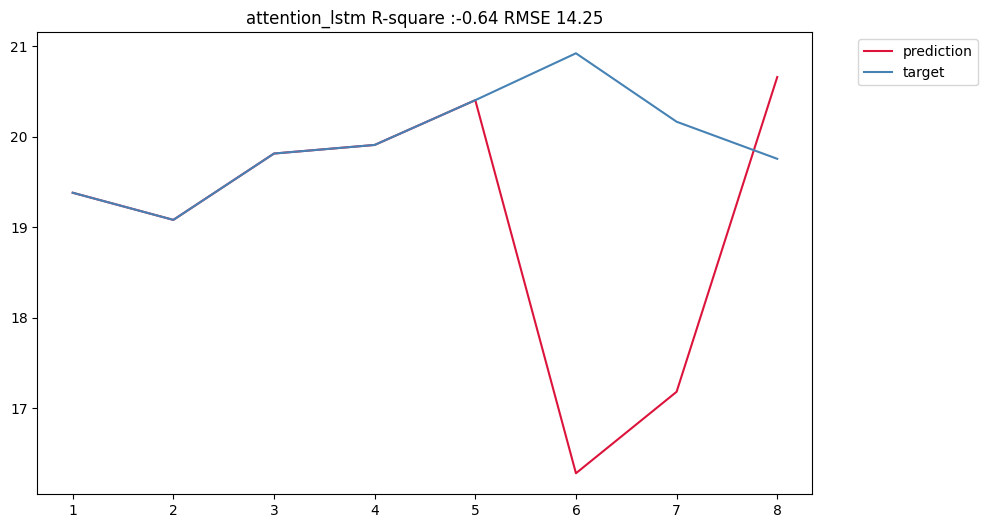 attention_lstm R-square :-0.64 RMSE 14.25
prediction
target
21
20
19
18
17
1 2 3 4 5 6 7 8